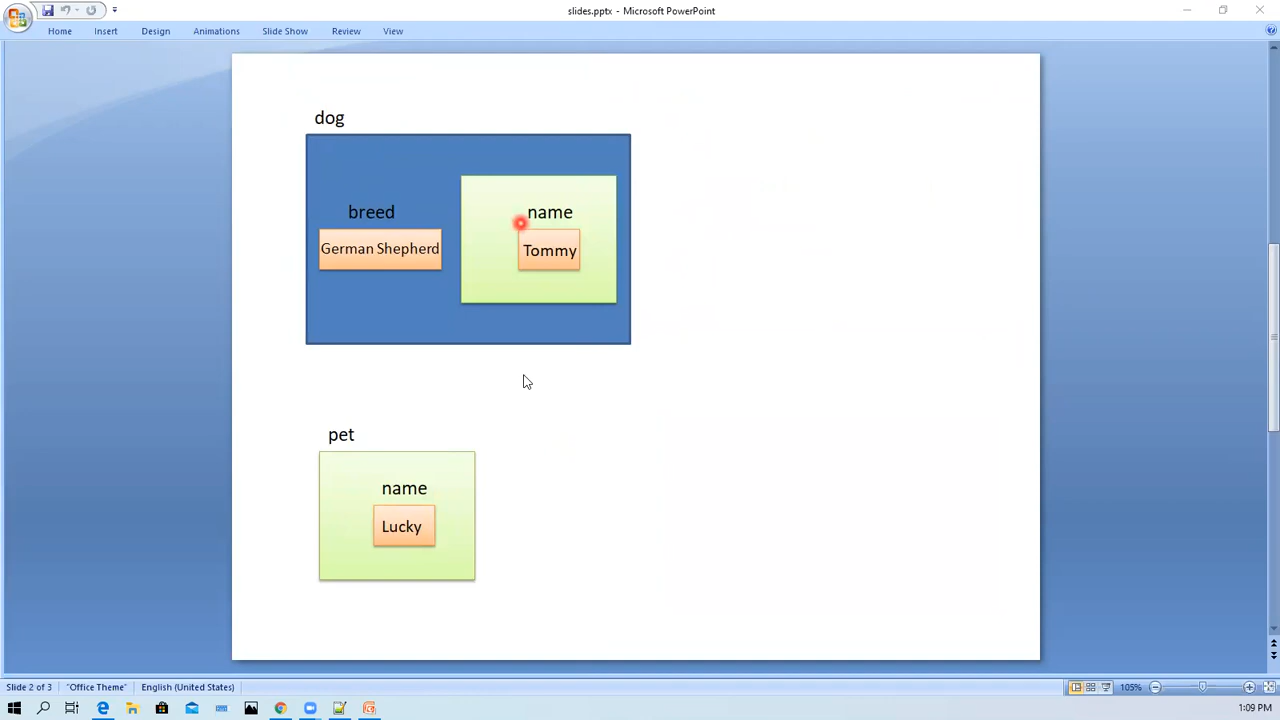 slides.pptx - Microsoft PowerPoint
Home Insert Design Animations Slide Show Review View
dog
breed
German Shepherd
name
Tommy
pet
name
Lucky
Slide 2 of 3 "Office Theme" English (United States) 105%
1:09 PM